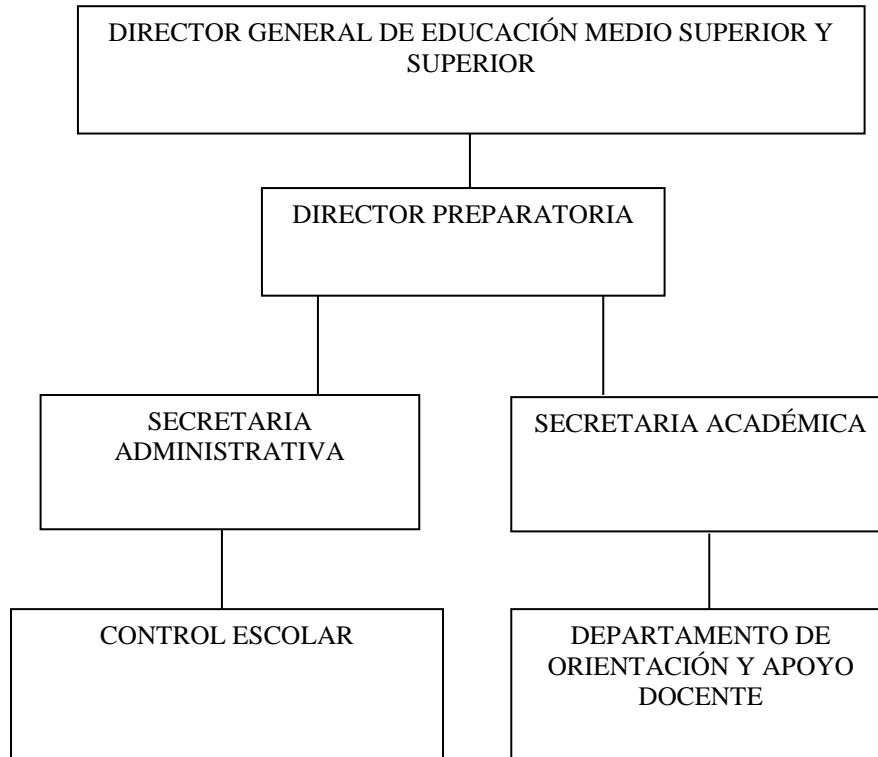 DIRECTOR GENERAL DE EDUCACIÓN MEDIO SUPERIOR Y
SUPERIOR
DIRECTOR PREPARATORIA
SECRETARIA
ADMINISTRATIVA
SECRETARIA ACADÉMICA
CONTROL ESCOLAR
DEPARTAMENTO DE
ORIENTACIÓN Y APOYO
DOCENTE